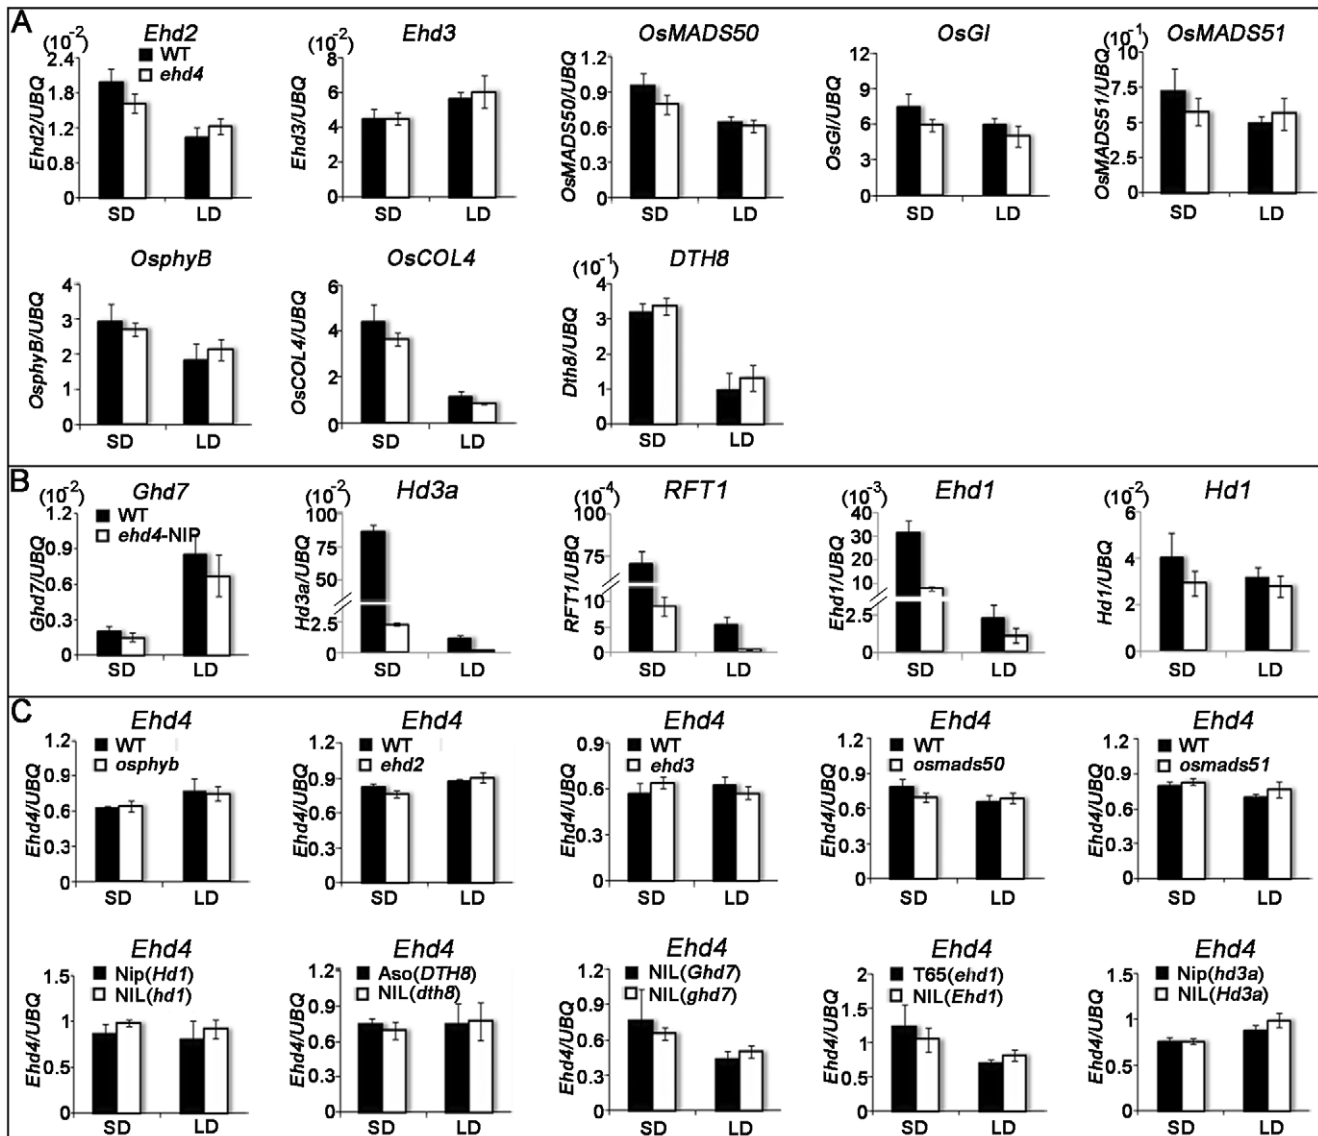 A
Ehd2
(10⁻²)
WT
ehd4
2.4
1.8
1.2
0.8
0
Ehd2/UBQ
SD LD
Ehd3
(10⁻²)
8
6
4
2
0
Ehd3/UBQ
SD LD
OsMADS50
1.2
0.9
0.6
0.3
0
OsMADS50/UBQ
SD LD
OsGI
12
9
6
3
0
OsGI/UBQ
SD LD
OsMADS51
(10⁻¹)
10
7.5
5
2.5
0
OsMADS51/UBQ
SD LD
OsphyB
4
3
2
1
0
OsphyB/UBQ
SD LD
OsCOL4
6
4
2
0
OsCOL4/UBQ
SD LD
DTH8
(10⁻¹)
4
3
2
1
0
Dth8/UBQ
SD LD
B
Ghd7
(10⁻²)
WT
ehd4-NIP
1.2
0.9
0.6
0.3
0
Ghd7/UBQ
SD LD
Hd3a
(10⁻²)
100
75
50
2.5
0
Hd3a/UBQ
SD LD
RFT1
(10⁻⁴)
100
75
10
5
0
RFT1/UBQ
SD LD
Ehd1
(10⁻³)
40
30
20
10
2.5
0
Ehd1/UBQ
SD LD
Hd1
(10⁻²)
6
4
2
0
Hd1/UBQ
SD LD
C
Ehd4
WT
osphyb
1.2
0.9
0.6
0.3
0
Ehd4/UBQ
SD LD
Ehd4
WT
ehd2
1.2
0.9
0.6
0.3
0
Ehd4/UBQ
SD LD
Ehd4
WT
ehd3
0.9
0.6
0.3
0
Ehd4/UBQ
SD LD
Ehd4
WT
osmads50
1.2
0.9
0.6
0.3
0
Ehd4/UBQ
SD LD
Ehd4
WT
osmads51
1.2
0.9
0.6
0.3
0
Ehd4/UBQ
SD LD
Ehd4
Nip(Hd1)
NIL(hd1)
1.5
1
0.5
0
Ehd4/UBQ
SD LD
Ehd4
Aso(DTH8)
NIL(dth8)
1.2
0.9
0.6
0.3
0
Ehd4/UBQ
SD LD
Ehd4
NIL(Ghd7)
NIL(ghd7)
1.2
0.9
0.6
0.3
0
Ehd4/UBQ
SD LD
Ehd4
T65(ehd1)
NIL(Ehd1)
2
1.5
1
0.5
0
Ehd4/UBQ
SD LD
Ehd4
Nip(hd3a)
NIL(Hd3a)
1.5
1
0.5
0
Ehd4/UBQ
SD LD